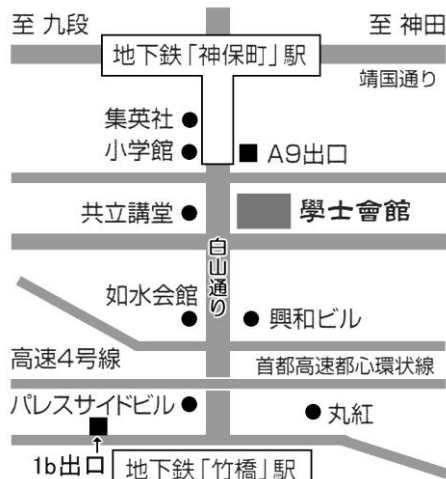 至 九段
至 神田
地下鉄「神保町」駅
靖国通り
集英社
小学館
A9出口
共立講堂
學士會館
白山通り
如水会館
興和ビル
高速4号線
首都高速都心環状線
パレスサイドビル
丸紅
1b出口
地下鉄「竹橋」駅